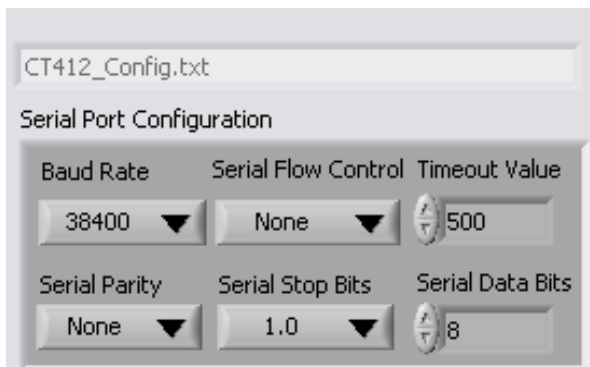 CT412_Config.txt
Serial Port Configuration
Baud Rate Serial Flow Control Timeout Value
38400 None 500
Serial Parity Serial Stop Bits Serial Data Bits
None 1.0 8